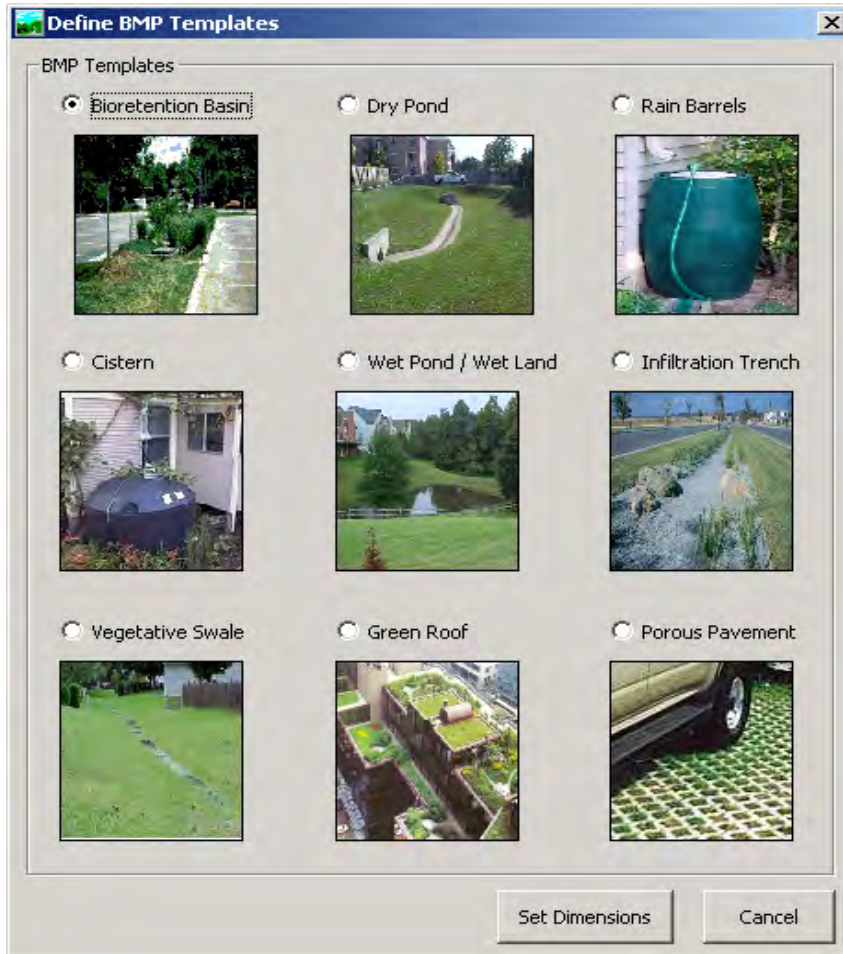 Define BMP Templates
BMP Templates
Bioretention Basin
Dry Pond
Rain Barrels
Cistern
Wet Pond / Wet Land
Infiltration Trench
Vegetative Swale
Green Roof
Porous Pavement
Set Dimensions
Cancel